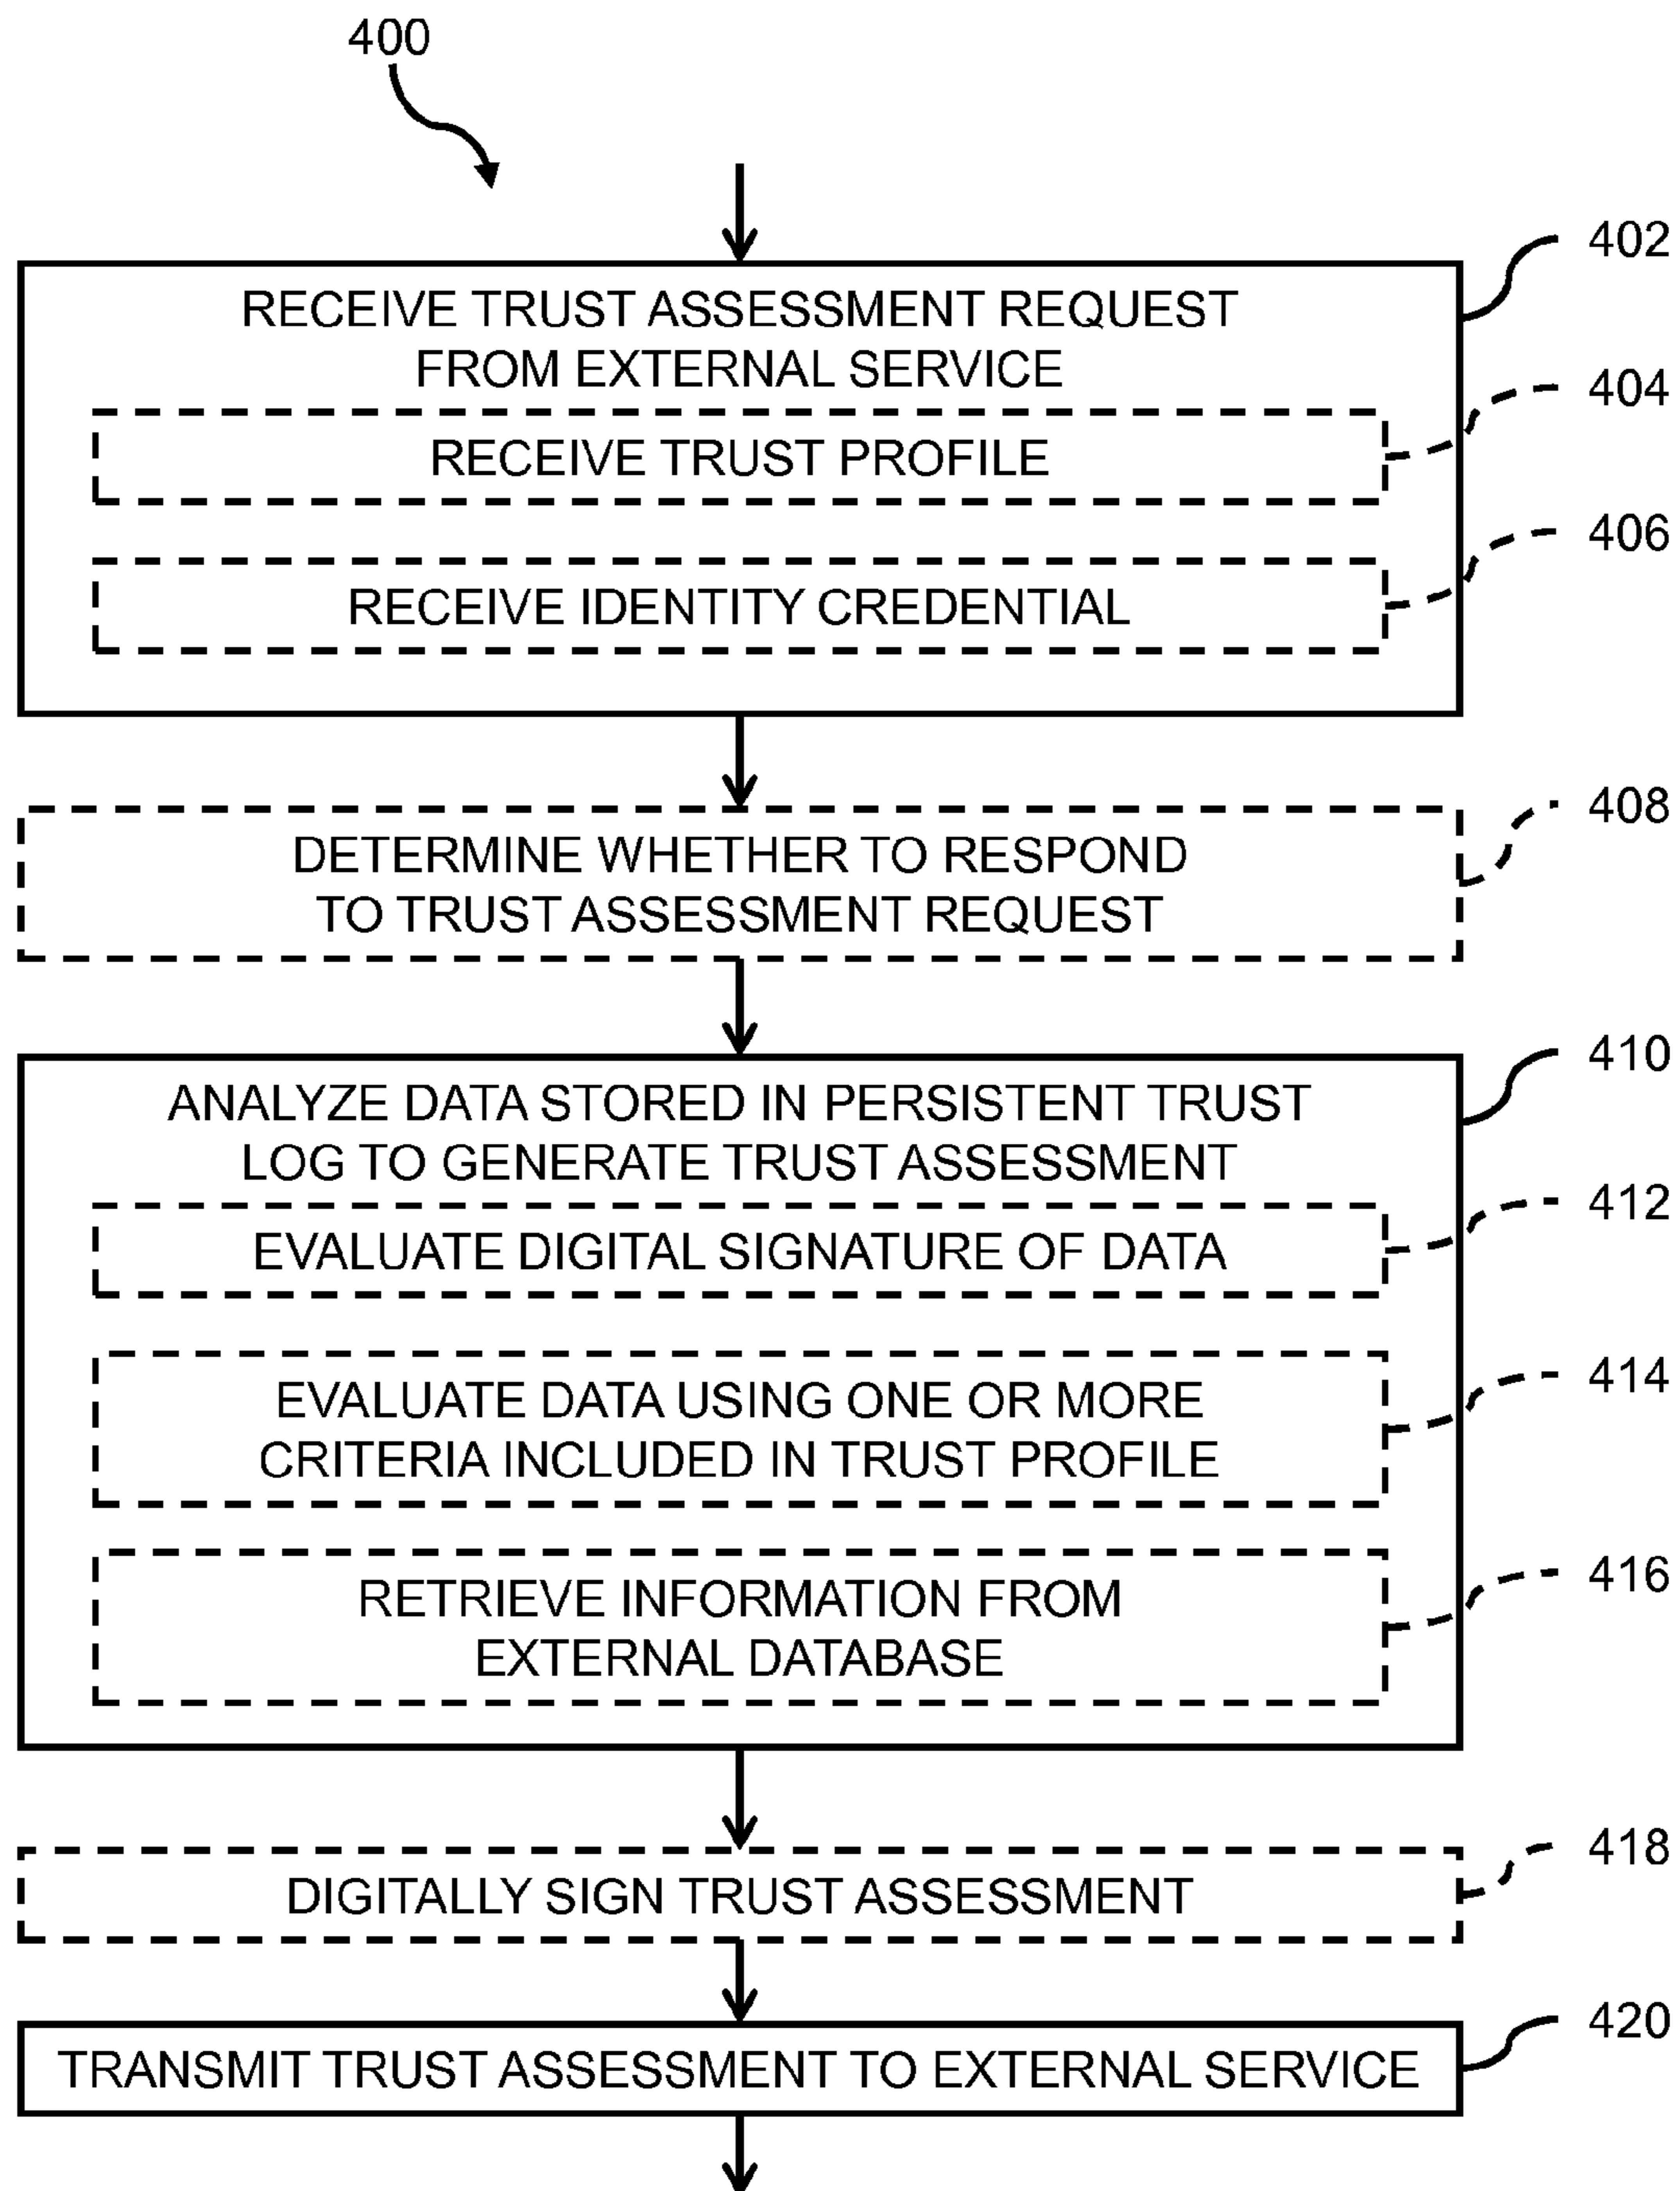 400
402
RECEIVE TRUST ASSESSMENT REQUEST
FROM EXTERNAL SERVICE
404
RECEIVE TRUST PROFILE
406
RECEIVE IDENTITY CREDENTIAL
408
DETERMINE WHETHER TO RESPOND
TO TRUST ASSESSMENT REQUEST
410
ANALYZE DATA STORED IN PERSISTENT TRUST
LOG TO GENERATE TRUST ASSESSMENT
412
EVALUATE DIGITAL SIGNATURE OF DATA
414
EVALUATE DATA USING ONE OR MORE
CRITERIA INCLUDED IN TRUST PROFILE
416
RETRIEVE INFORMATION FROM
EXTERNAL DATABASE
418
DIGITALLY SIGN TRUST ASSESSMENT
420
TRANSMIT TRUST ASSESSMENT TO EXTERNAL SERVICE